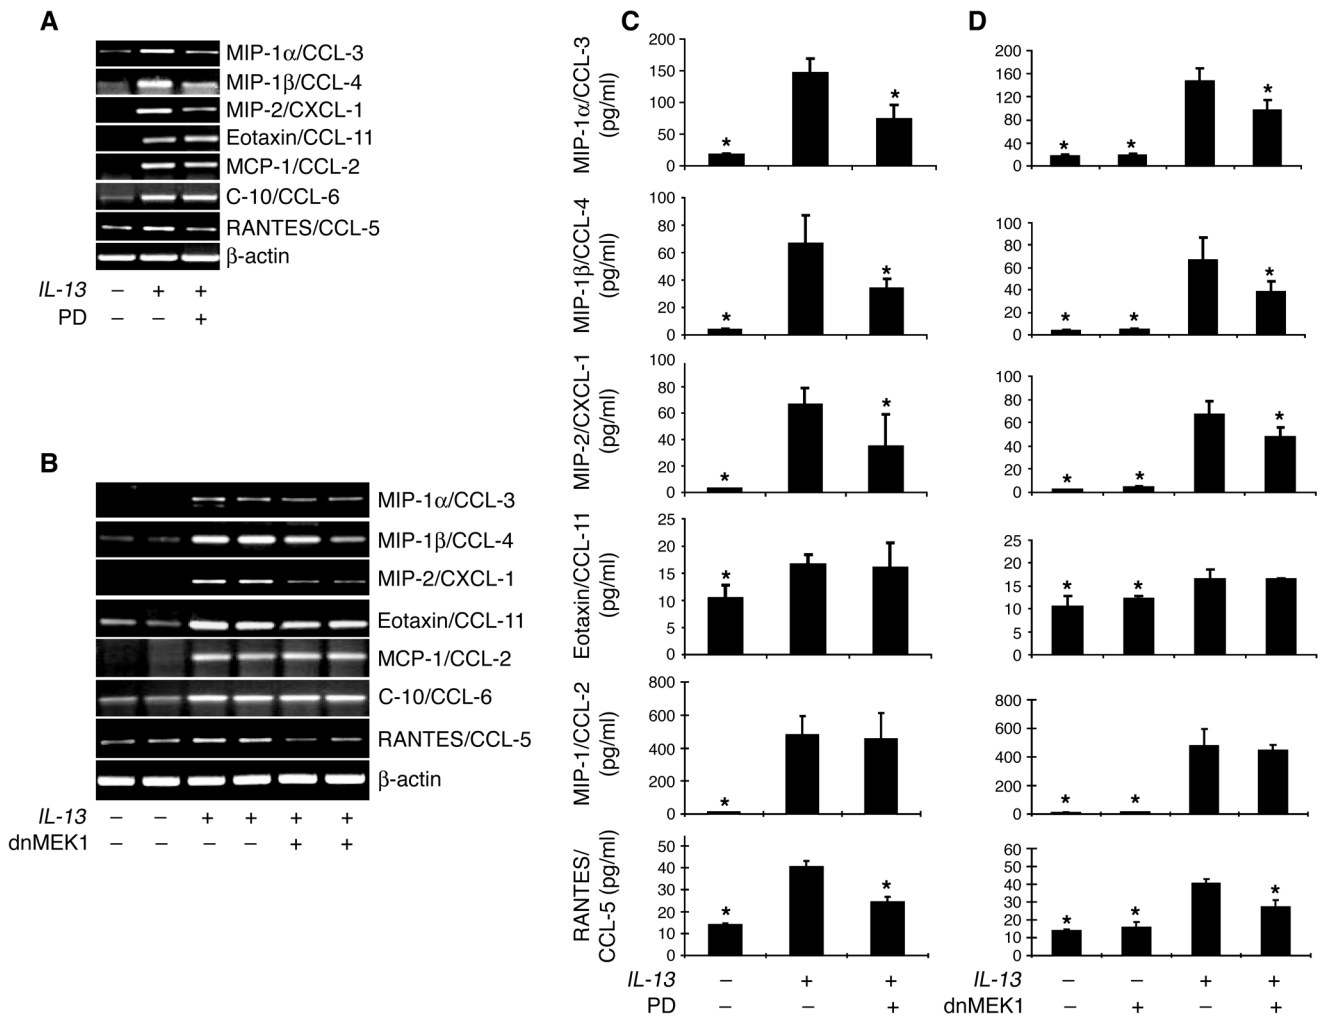 A
MIP-1α/CCL-3
MIP-1β/CCL-4
MIP-2/CXCL-1
Eotaxin/CCL-11
MCP-1/CCL-2
C-10/CCL-6
RANTES/CCL-5
β-actin
IL-13 – + +
PD – – +
B
MIP-1α/CCL-3
MIP-1β/CCL-4
MIP-2/CXCL-1
Eotaxin/CCL-11
MCP-1/CCL-2
C-10/CCL-6
RANTES/CCL-5
β-actin
IL-13 – – + + + +
dnMEK1 – – – – + +
C
MIP-1α/CCL-3
(pg/ml)
200
150
100
50
0
* *
MIP-1β/CCL-4
(pg/ml)
100
80
60
40
20
0
* *
MIP-2/CXCL-1
(pg/ml)
100
80
60
40
20
0
* *
Eotaxin/CCL-11
(pg/ml)
25
20
15
10
5
0
*
MIP-1/CCL-2
(pg/ml)
800
600
400
200
0
*
RANTES/
CCL-5 (pg/ml)
50
40
30
20
10
0
* *
IL-13 – + +
PD – – +
D
200
160
120
80
40
0
* * *
100
80
60
40
20
0
* * *
100
80
60
40
20
0
* * *
25
20
15
10
5
0
* *
800
600
400
200
0
* *
60
50
40
30
20
10
0
* * *
IL-13 – – + +
dnMEK1 – + – +